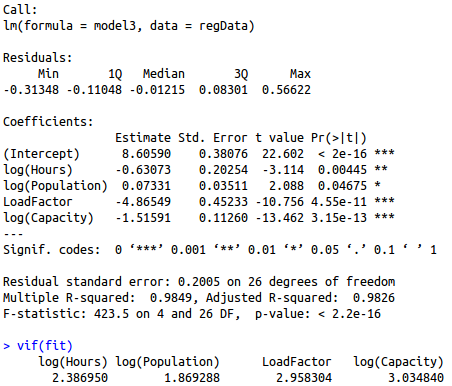 Call:
lm(formula = model3, data = regData)
Residuals:
Min 1Q Median 3Q Max
-0.31348 -0.11048 -0.01215 0.08301 0.56622
Coefficients:
Estimate Std. Error t value Pr(>|t|)
(Intercept) 8.60590 0.38076 22.602 < 2e-16 ***
log(Hours) -0.63073 0.20254 -3.114 0.00445 **
log(Population) 0.07331 0.03511 2.088 0.04675 *
LoadFactor -4.86549 0.45233 -10.756 4.55e-11 ***
log(Capacity) -1.51591 0.11260 -13.462 3.15e-13 ***
---
Signif. codes: 0 ‘***’ 0.001 ‘**’ 0.01 ‘*’ 0.05 ‘.’ 0.1 ‘ ’ 1
Residual standard error: 0.2005 on 26 degrees of freedom
Multiple R-squared: 0.9849, Adjusted R-squared: 0.9826
F-statistic: 423.5 on 4 and 26 DF, p-value: < 2.2e-16
> vif(fit)
log(Hours) log(Population) LoadFactor log(Capacity)
2.386950 1.869288 2.958304 3.034840